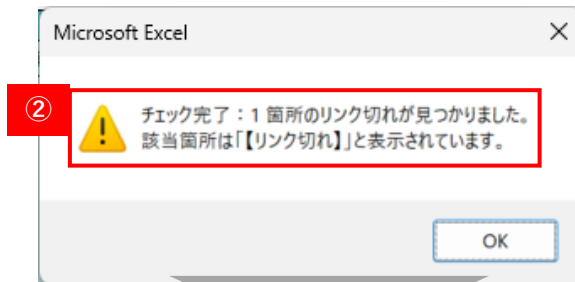 Microsoft Excel
②
チェック完了：1 箇所のリンク切れが見つかりました。
該当箇所は「【リンク切れ】」と表示されています。
OK